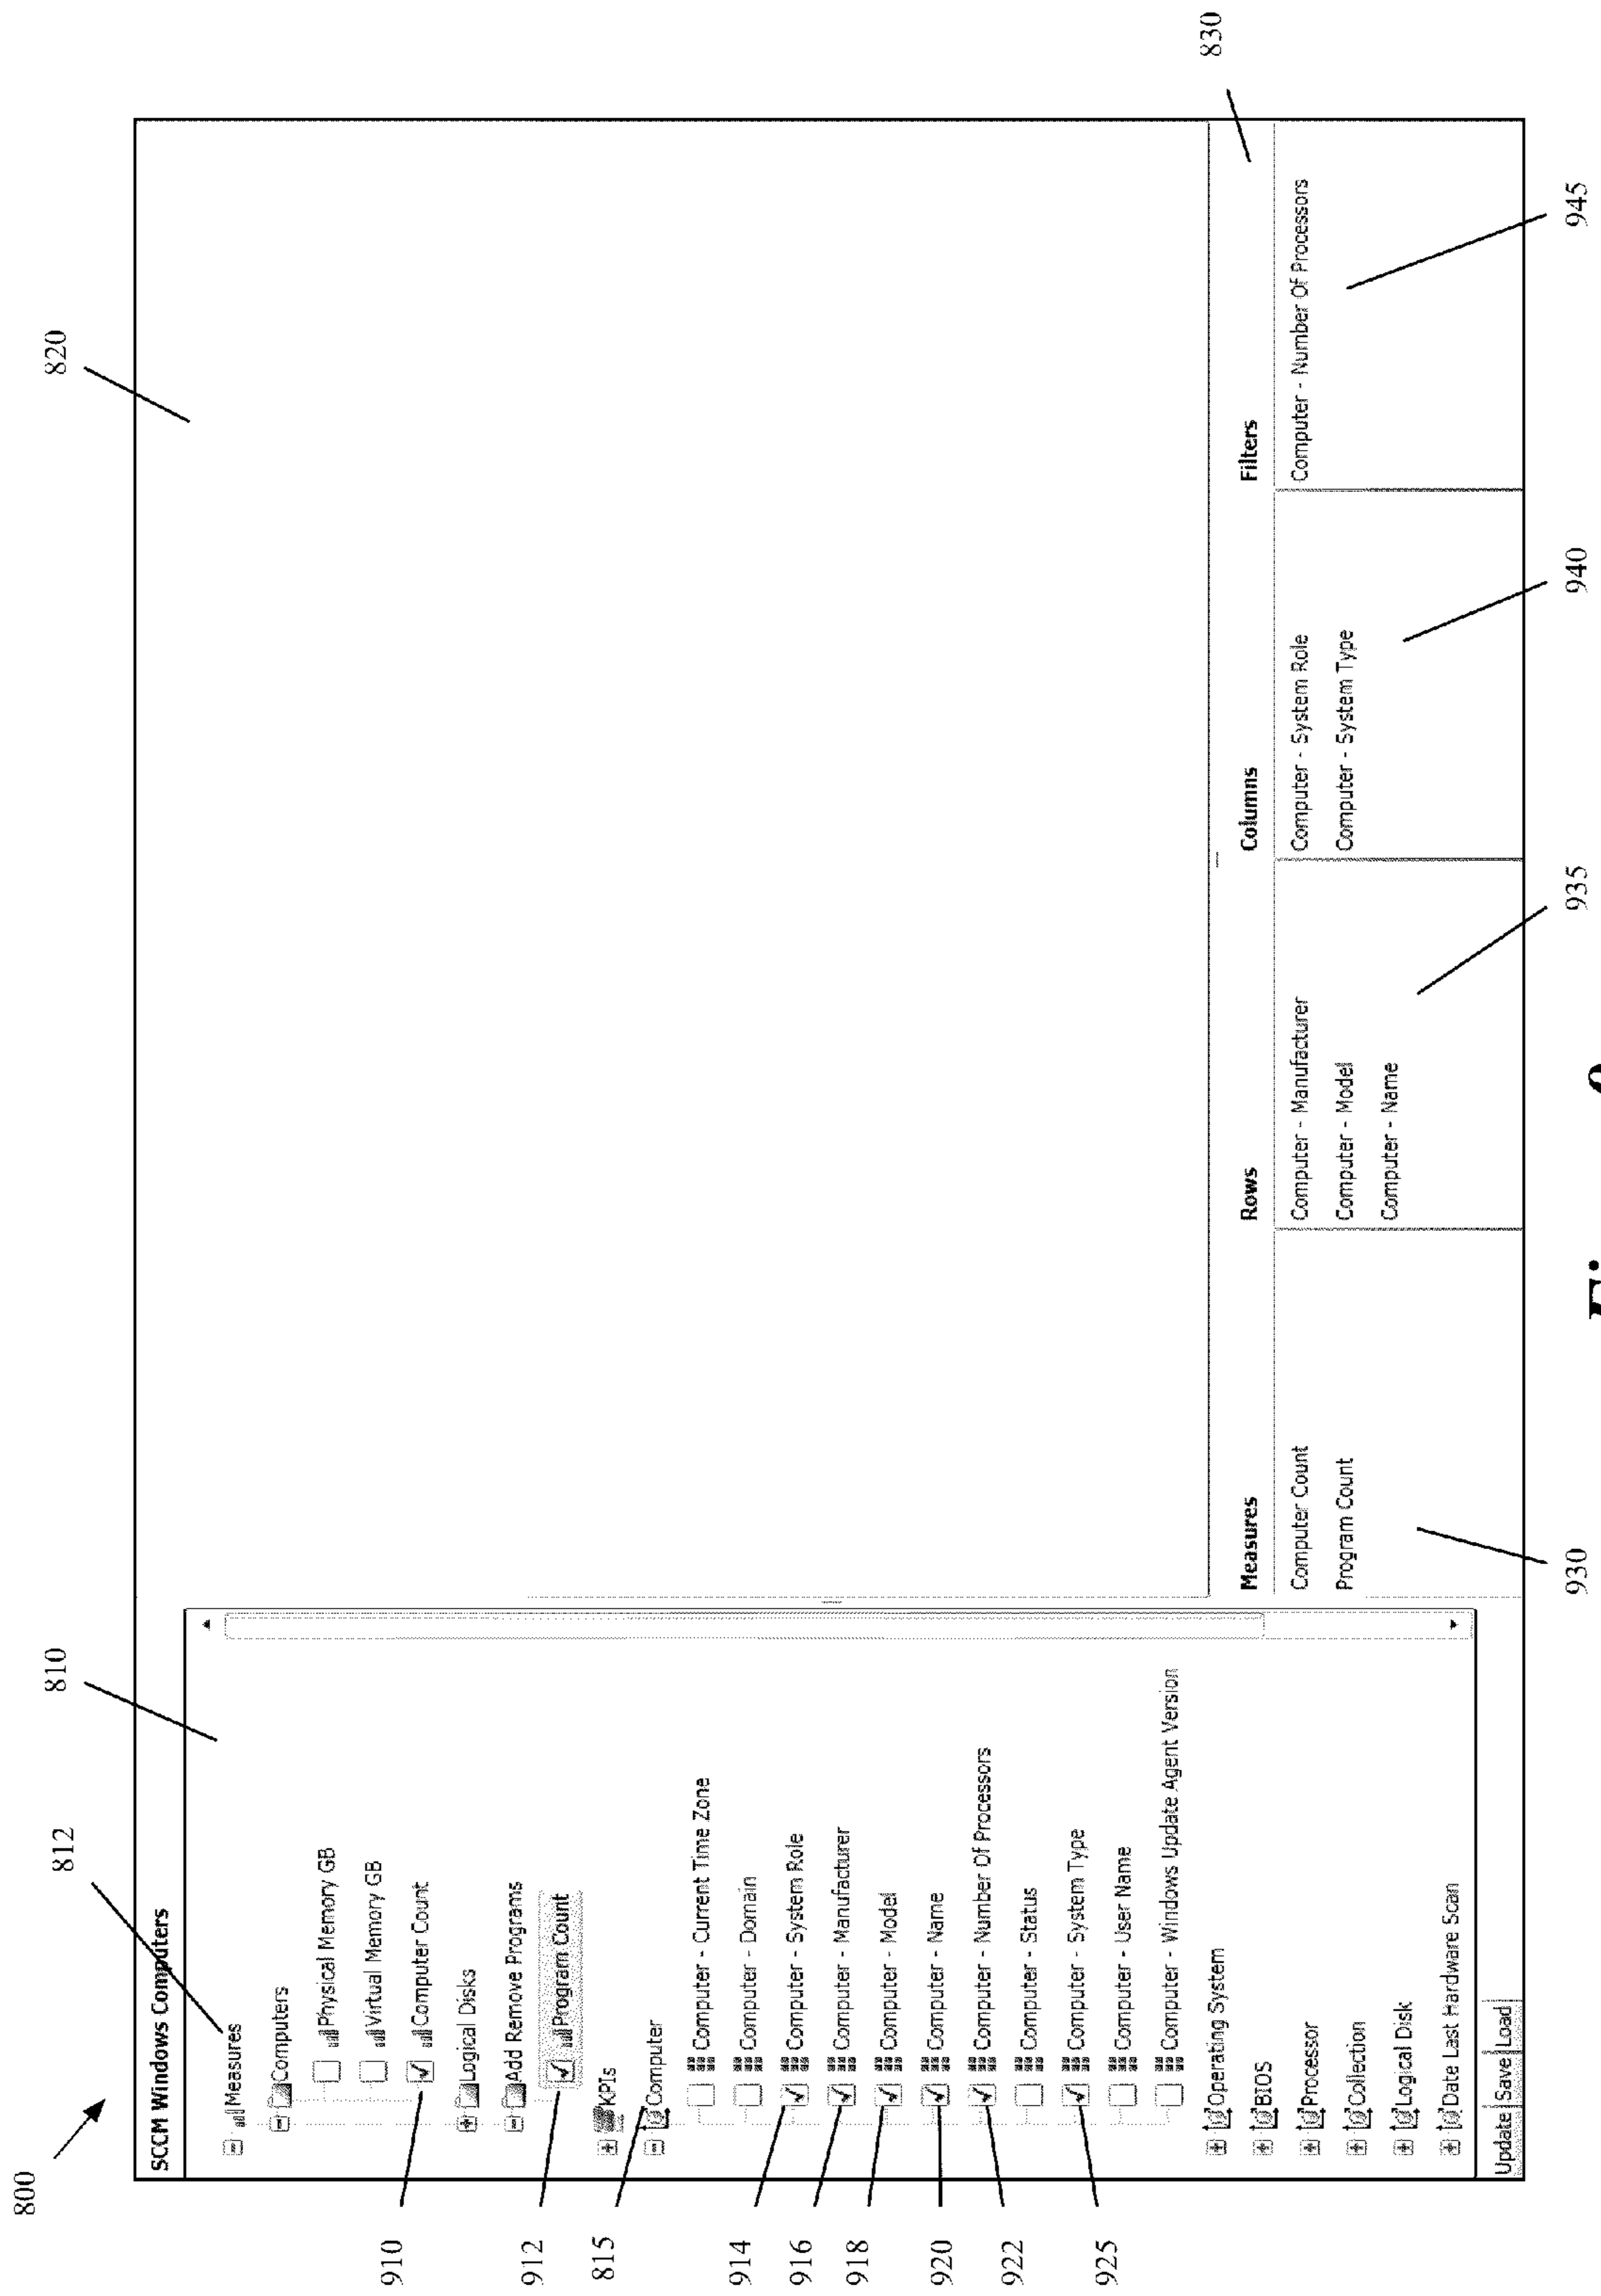 800
812
810
820
SCCM Windows Computers
Measures
Computers
Physical Memory GB
Virtual Memory GB
Computer Count
Logical Disks
Add Remove Programs
Program Count
KPIs
Computer
Computer - Current Time Zone
Computer - Domain
Computer - System Role
Computer - Manufacturer
Computer - Model
Computer - Name
Computer - Number Of Processors
Computer - Status
Computer - System Type
Computer - User Name
Computer - Windows Update Agent Version
Operating System
BIOS
Processor
Collection
Logical Disk
Date Last Hardware Scan
Update Save Load
910
912
815
914
916
918
920
922
925
Measures
Computer Count
Program Count
Rows
Computer - Manufacturer
Computer - Model
Computer - Name
Columns
Computer - System Role
Computer - System Type
Filters
Computer - Number Of Processors
830
930
935
940
945